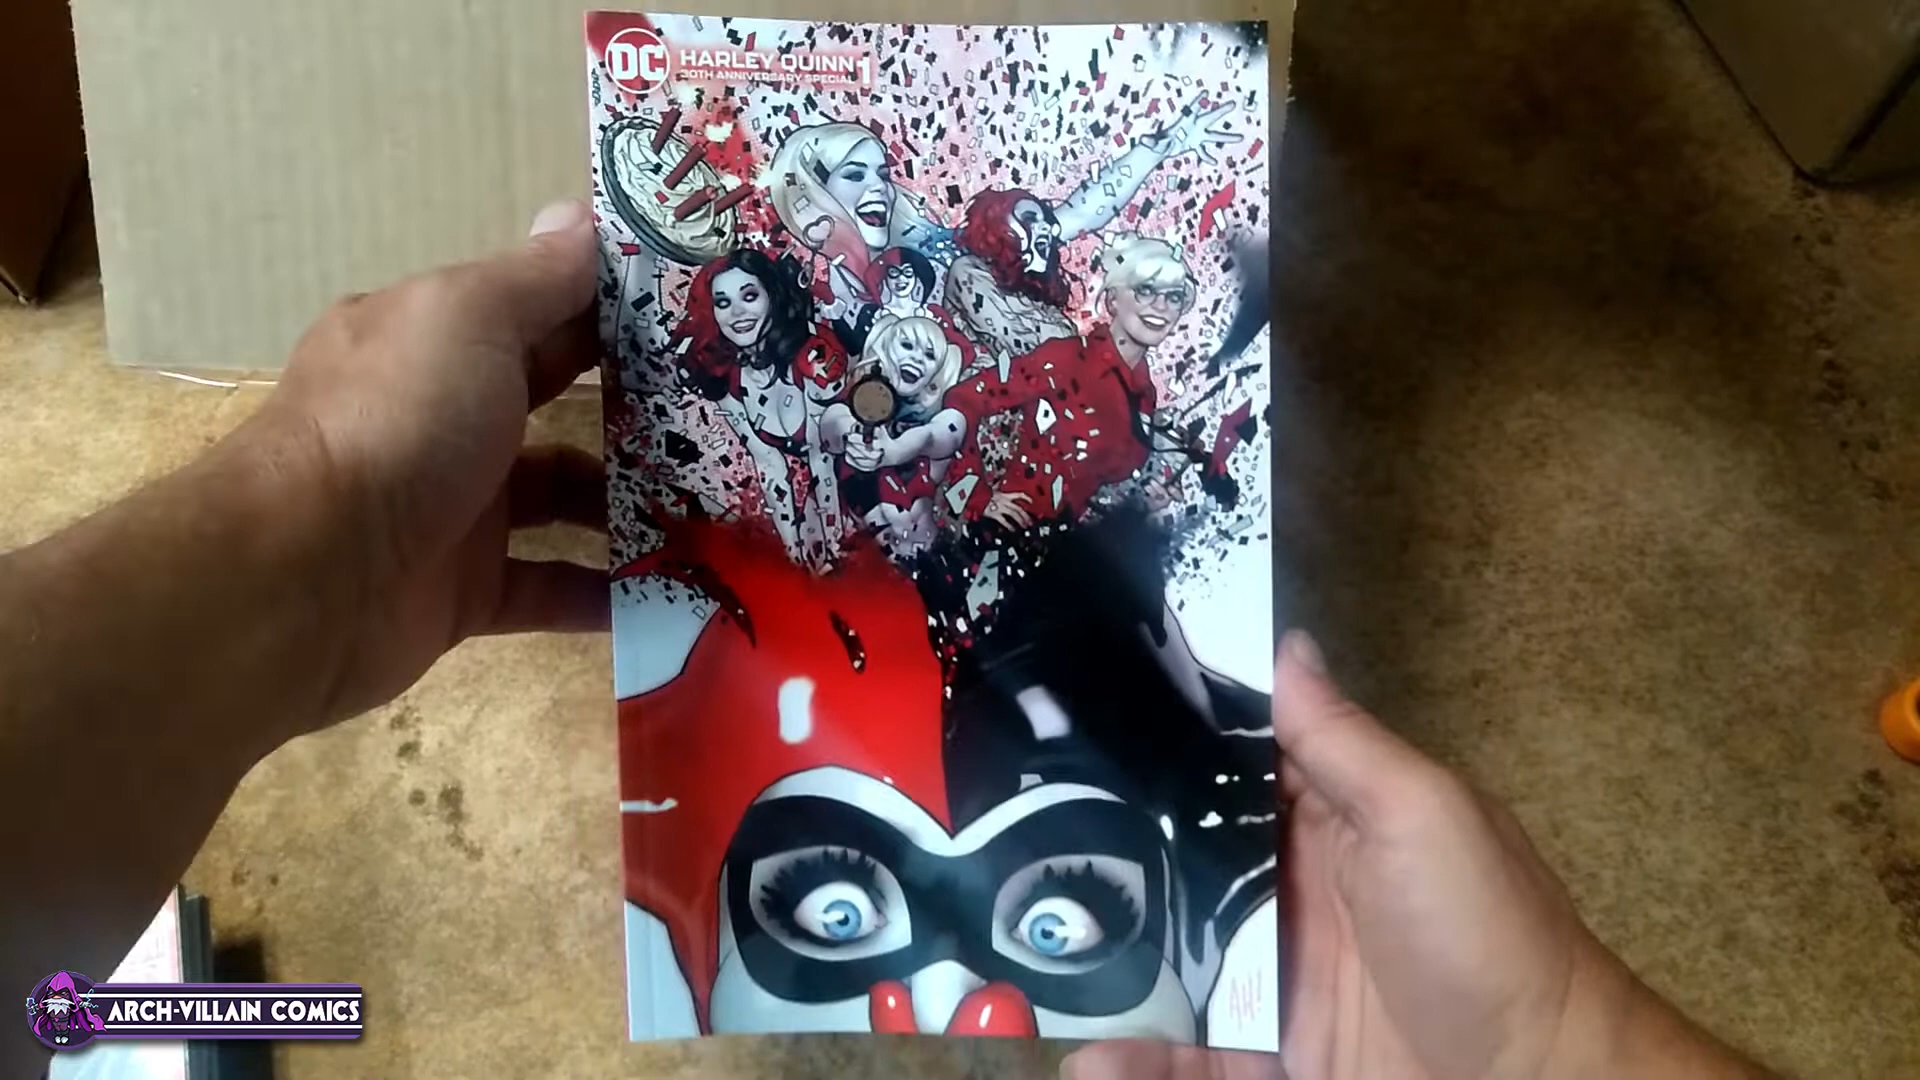 DC
HARLEY QUINN 1
30TH ANNIVERSARY SPECIAL
AH!
ARCH-VILLAIN COMICS